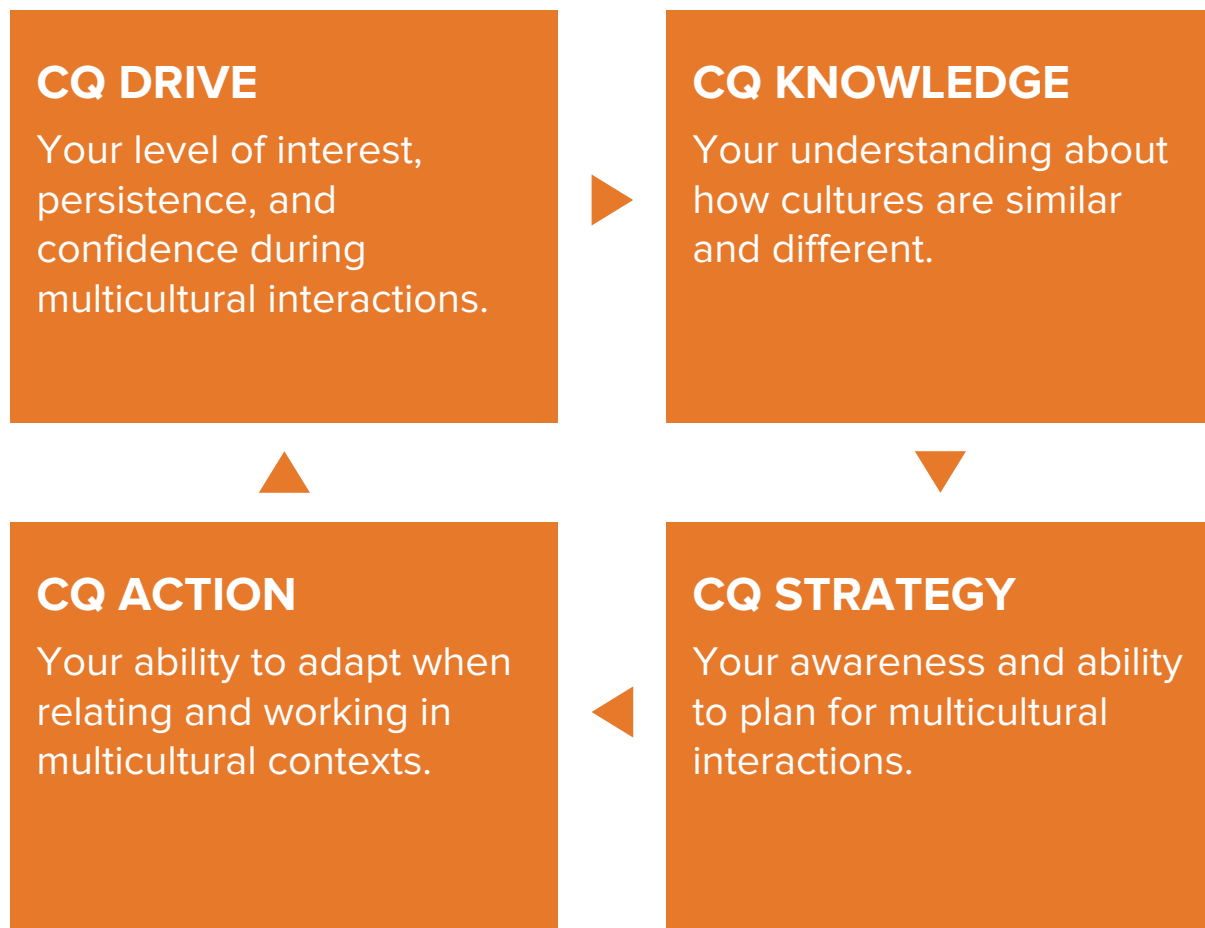 CQ DRIVE
Your level of interest,
persistence, and
confidence during
multicultural interactions.
CQ KNOWLEDGE
Your understanding about
how cultures are similar
and different.
CQ ACTION
Your ability to adapt when
relating and working in
multicultural contexts.
CQ STRATEGY
Your awareness and ability
to plan for multicultural
interactions.